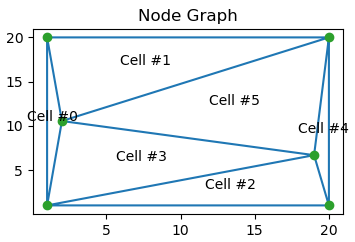 Node Graph
20
Cell #1
15
Cell #5
10
Cell #0
Cell #4
5
Cell #3
Cell #2
5 10 15 20